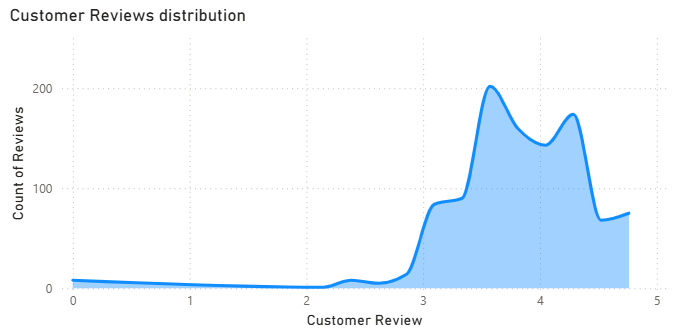 Customer Reviews distribution
Count of Reviews
200
100
0
0 1 2 3 4 5
Customer Review